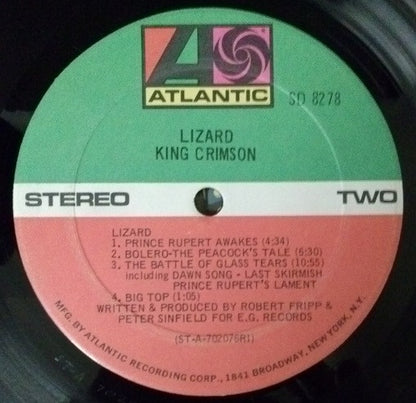 ATLANTIC
SD 8278
LIZARD
KING CRIMSON
STEREO
TWO
LIZARD
1. PRINCE RUPERT AWAKES (4:34)
2. BOLERO-THE PEACOCK'S TALE (6:30)
3. THE BATTLE OF GLASS TEARS (10:55)
including DAWN SONG - LAST SKIRMISH
PRINCE RUPERT'S LAMENT
4. BIG TOP (1:05)
WRITTEN & PRODUCED BY ROBERT FRIPP &
PETER SINFIELD FOR E.G. RECORDS
(ST-A-702076R1)
MFG. BY ATLANTIC RECORDING CORP., 1841 BROADWAY, NEW YORK, N.Y.